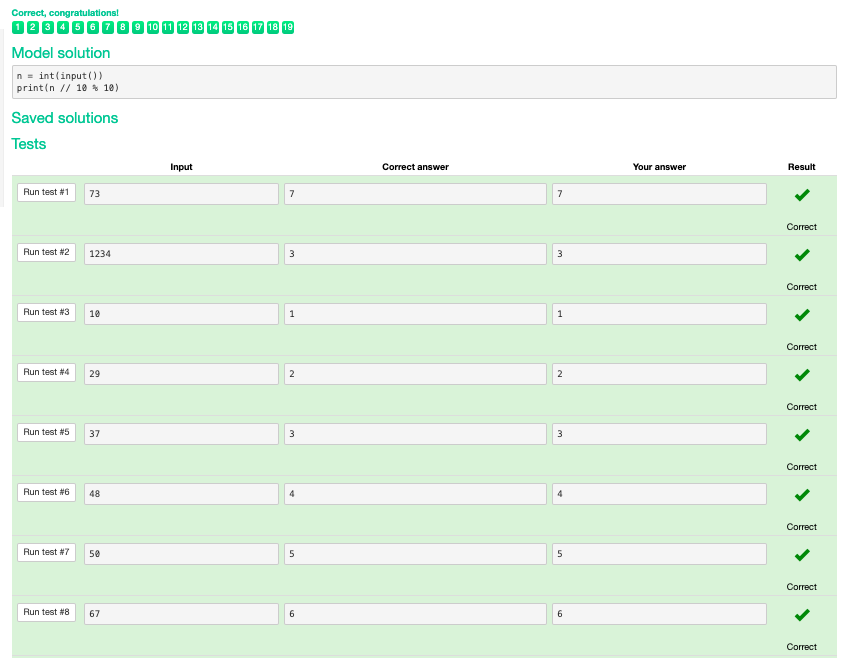 Correct, congratulations!
1 2 3 4 5 6 7 8 9 10 11 12 13 14 15 16 17 18 19
Model solution
n = int(input())
print(n // 10 % 10)
Saved solutions
Tests
Input Correct answer Your answer Result
Run test #1 73 7 7
Correct
Run test #2 1234 3 3
Correct
Run test #3 10 1 1
Correct
Run test #4 29 2 2
Correct
Run test #5 37 3 3
Correct
Run test #6 48 4 4
Correct
Run test #7 50 5 5
Correct
Run test #8 67 6 6
Correct